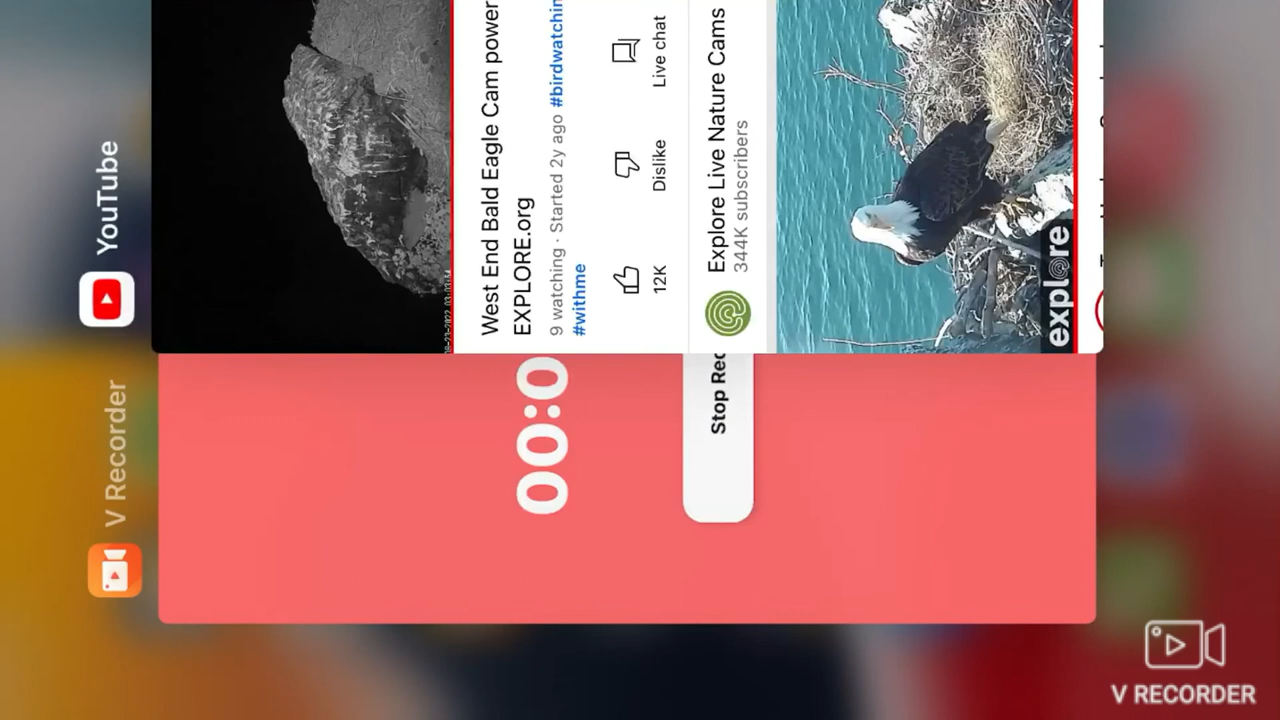 V Recorder
YouTube
West End Bald Eagle Cam power
EXPLORE.org
9 watching · Started 2y ago #birdwatchin
#withme
12K
Dislike
Live chat
Explore Live Nature Cams
344K subscribers
explore
00:0
Stop Rec
V RECORDER